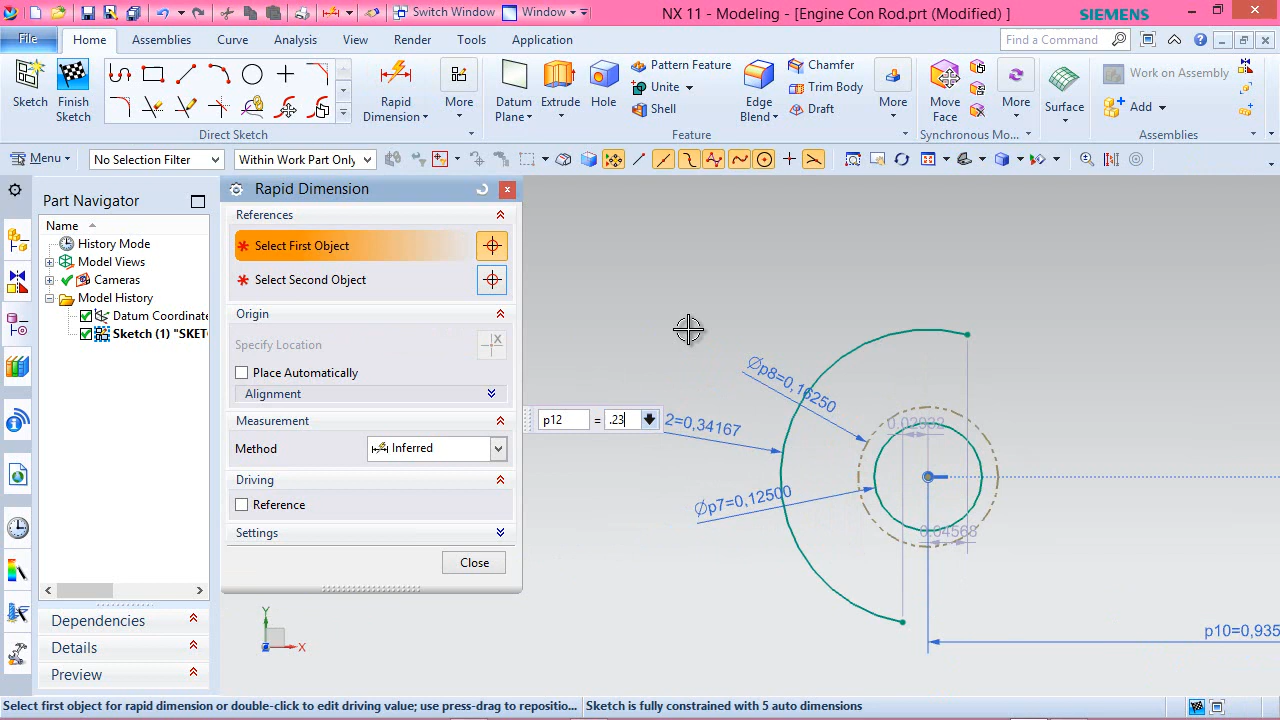 NX 11 - Modeling - [Engine Con Rod.prt (Modified) ]
SIEMENS
Switch Window
Window
File
Home
Assemblies
Curve
Analysis
View
Render
Tools
Application
Find a Command
Sketch
Finish
Sketch
Rapid
Dimension
More
Direct Sketch
Datum
Plane
Extrude
Hole
Pattern Feature
Unite
Shell
Edge
Blend
Chamfer
Trim Body
Draft
More
Feature
Move
Face
More
Synchronous Mo...
Surface
Work on Assembly
Add
Assemblies
Menu
No Selection Filter
Within Work Part Only
Part Navigator
Name
History Mode
Model Views
Cameras
Model History
Datum Coordinate
Sketch (1) "SKET
Dependencies
Details
Preview
Rapid Dimension
References
Select First Object
Select Second Object
Origin
Specify Location
Place Automatically
Alignment
Measurement
Method
Inferred
Driving
Reference
Settings
Close
p12 = .23
2=0,34167
Øp8=0,16250
Øp7=0,12500
0.02932
0.04568
p10=0,935
Y
X
Select first object for rapid dimension or double-click to edit driving value; use press-drag to repositio...
Sketch is fully constrained with 5 auto dimensions